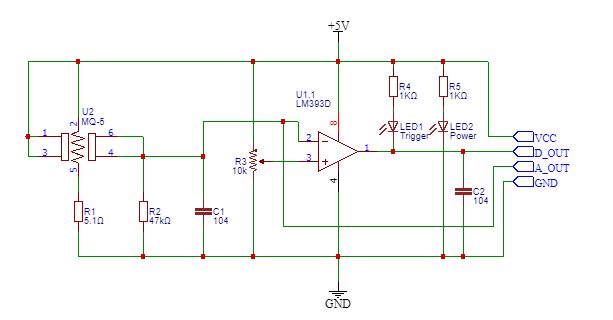 +5V
U1.1
LM393D
R4
1KΩ
R5
1KΩ
U2
MQ-5
2
8
1
6
LED1
Trigger
LED2
Power
VCC
2
1
D_OUT
3
4
R3
10k
3
5
4
A_OUT
GND
R1
5.1Ω
R2
47kΩ
C1
104
C2
104
GND